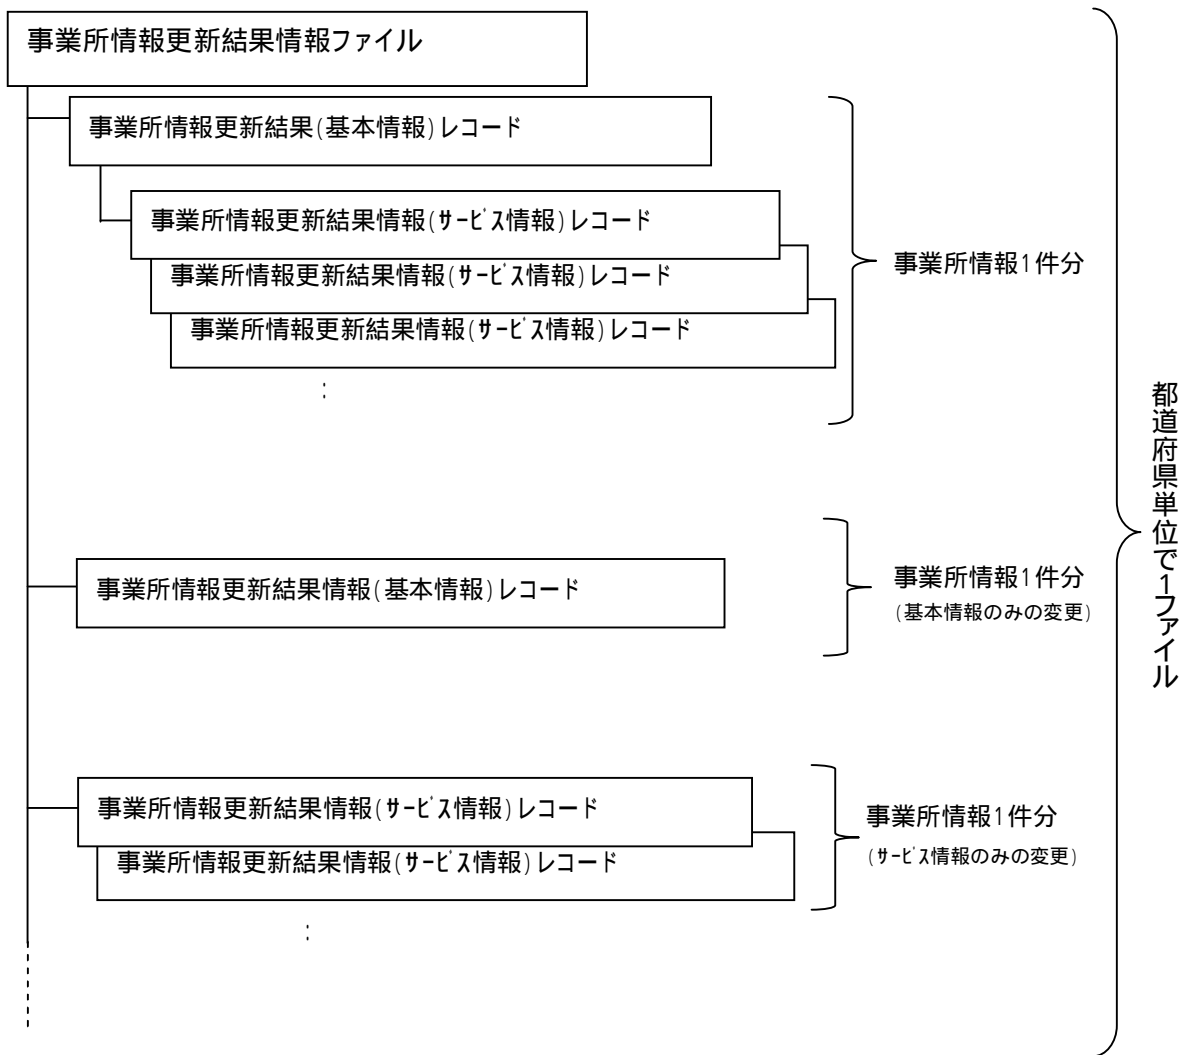 事業所情報更新結果情報ファイル
事業所情報更新結果(基本情報)レコード
事業所情報更新結果情報(ｻｰﾋﾞｽ情報)レコード
事業所情報更新結果情報(サービス情報)レコード
事業所情報更新結果情報(サービス情報)レコード
:
事業所情報1件分
事業所情報更新結果情報(基本情報)レコード
事業所情報1件分
(基本情報のみの変更)
事業所情報更新結果情報(ｻｰﾋﾞｽ情報)レコード
事業所情報更新結果情報(ｻｰﾋﾞｽ情報)レコード
:
事業所情報1件分
(ｻｰﾋﾞｽ情報のみの変更)
都道府県単位で1ファイル